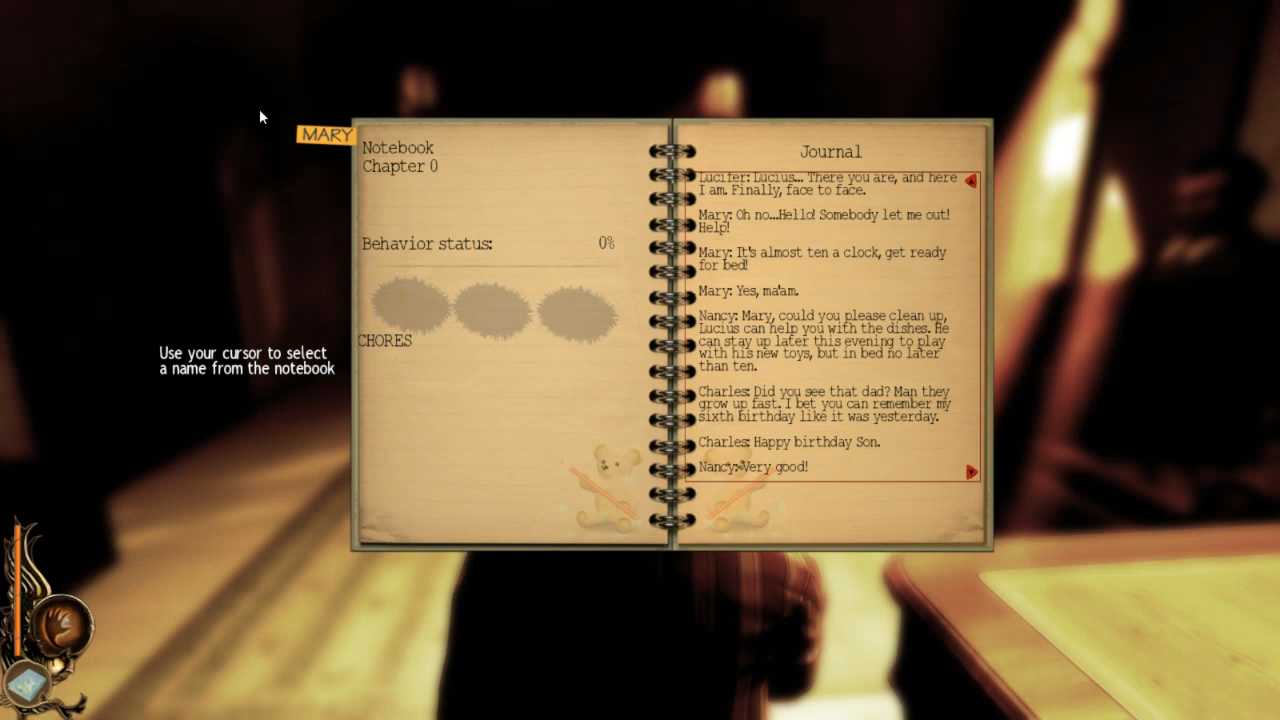 MARY
Notebook
Chapter 0
Behavior status: 0%
CHORES
Use your cursor to select
a name from the notebook
Journal
Lucifer: Lucius... There you are, and here
I am. Finally, face to face.
Mary: Oh no...Hello! Somebody let me out!
Help!
Mary: It's almost ten a clock, get ready
for bed!
Mary: Yes, ma'am.
Nancy: Mary, could you please clean up,
Lucius can help you with the dishes. He
can stay up later this evening to play
with his new toys, but in bed no later
than ten.
Charles: Did you see that dad? Man they
grow up fast. I bet you can remember my
sixth birthday like it was yesterday.
Charles: Happy birthday Son.
Nancy: Very good!